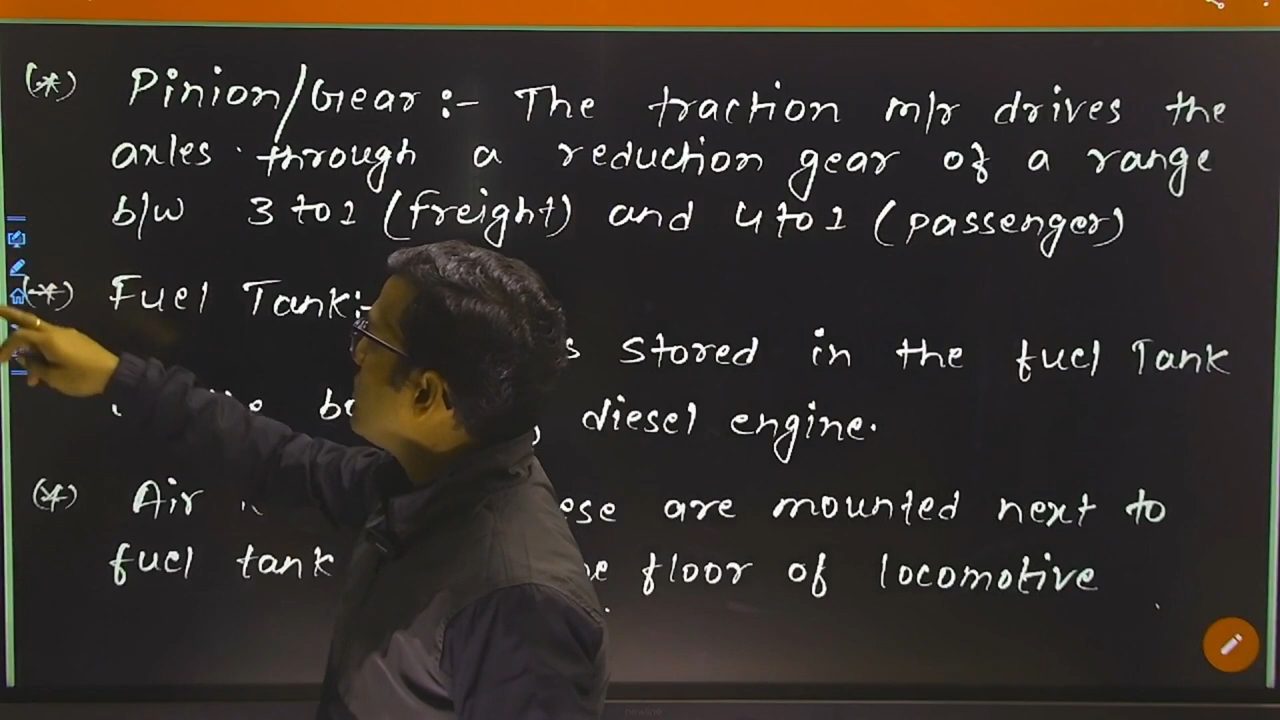 (*) Pinion/Gear :- The traction m/r drives the
axles through a reduction gear of a range
b/w 3 to 1 (freight) and 4 to 1 (passenger)
(*) Fuel Tank:-
stored in the fuel Tank
diesel engine.
(*) Air are mounted next to
fuel tank floor of locomotive
newline